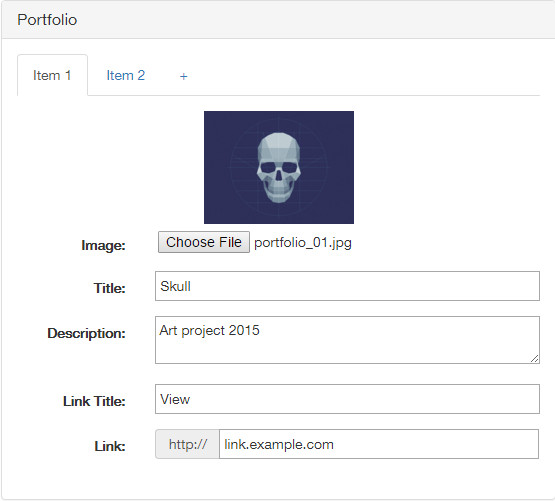 Portfolio
Item 1 Item 2 +
Image: Choose File portfolio_01.jpg
Title: Skull
Description: Art project 2015
Link Title: View
Link: http:// link.example.com